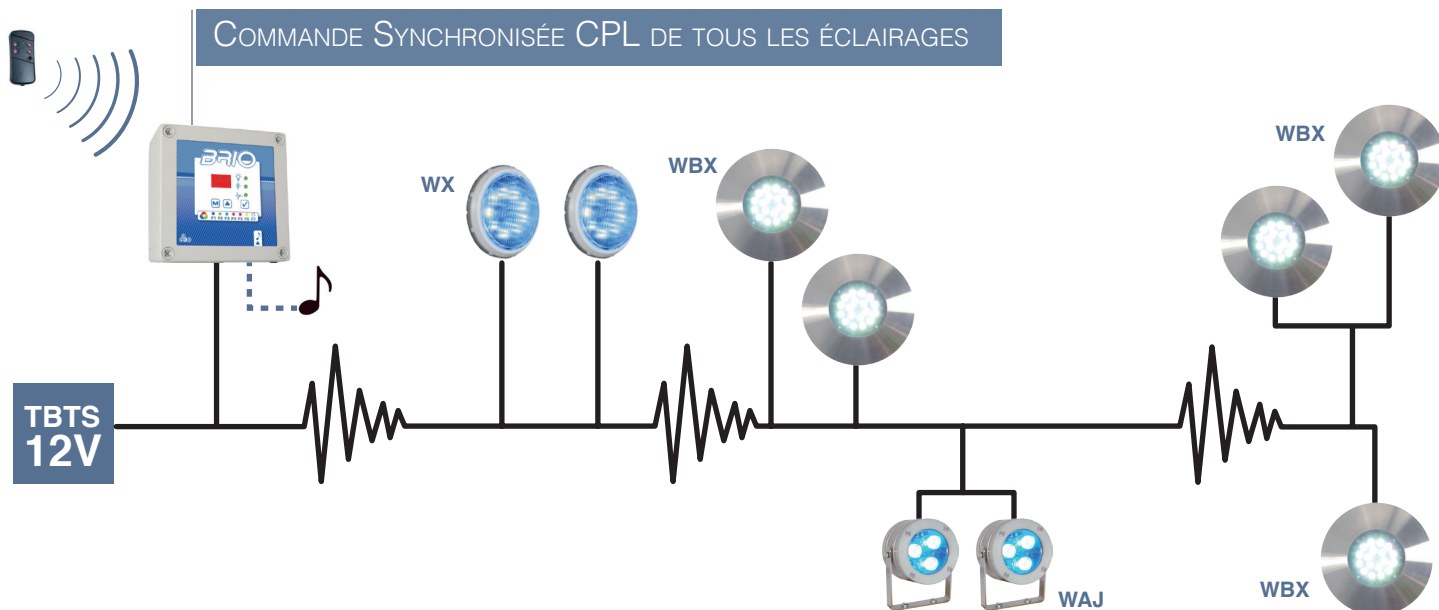 COMMANDE SYNCHRONISÉE CPL DE TOUS LES ÉCLAIRAGES
BRIO
M
WX
WBX
WBX
TBTS
12V
WAJ
WBX